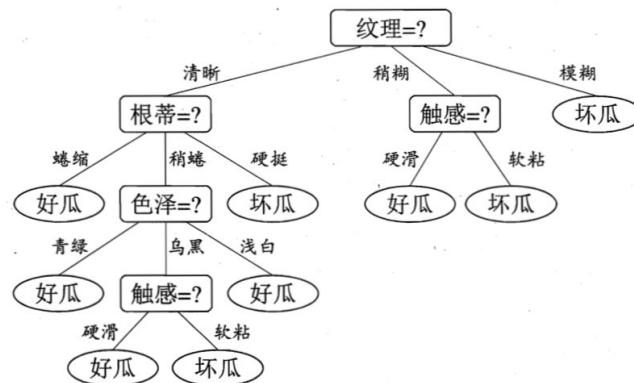 纹理=?
清晰 稍糊 模糊
根蒂=? 触感=? 坏瓜
蜷缩 稍蜷 硬挺 硬滑 软粘
好瓜 色泽=? 坏瓜 好瓜 坏瓜
青绿 乌黑 浅白
好瓜 触感=? 好瓜
硬滑 软粘
好瓜 坏瓜